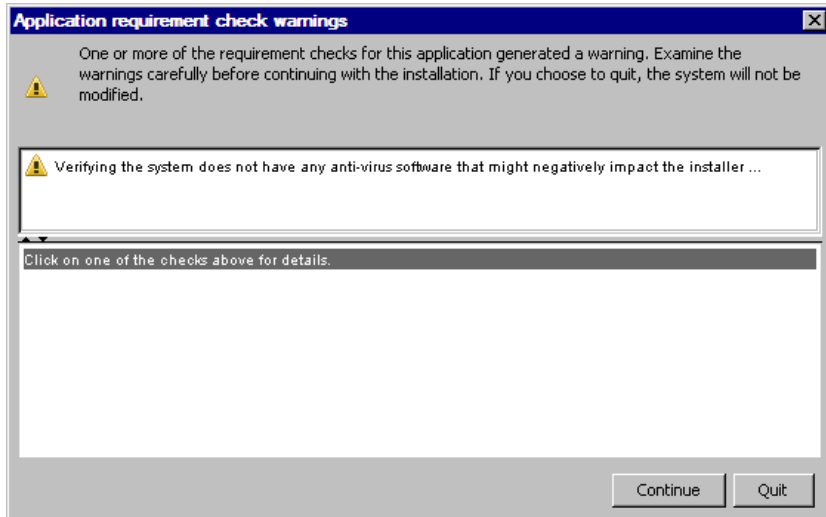 Application requirement check warnings
One or more of the requirement checks for this application generated a warning. Examine the
warnings carefully before continuing with the installation. If you choose to quit, the system will not be
modified.
Verifying the system does not have any anti-virus software that might negatively impact the installer ...
Click on one of the checks above for details.
Continue
Quit